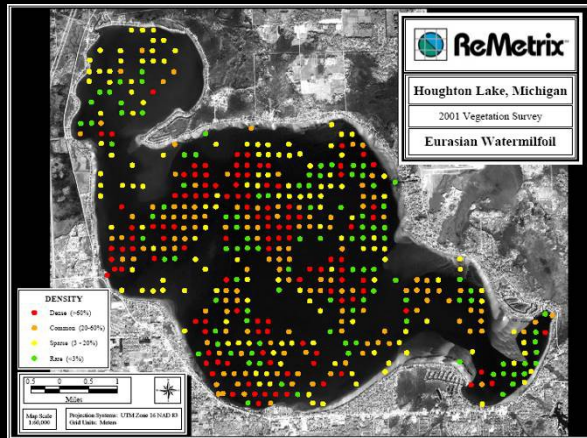 ReMetrix™
Houghton Lake, Michigan
2001 Vegetation Survey
Eurasian Watermilfoil
DENSITY
Dense (>60%)
Common (20-60%)
Sparse (3 - 20%)
Rare (<3%)
0.5 0 0.5 1
Miles
Map Scale
1:60,000
Projection System: UTM Zone 16 NAD 83
Grid Units: Meters